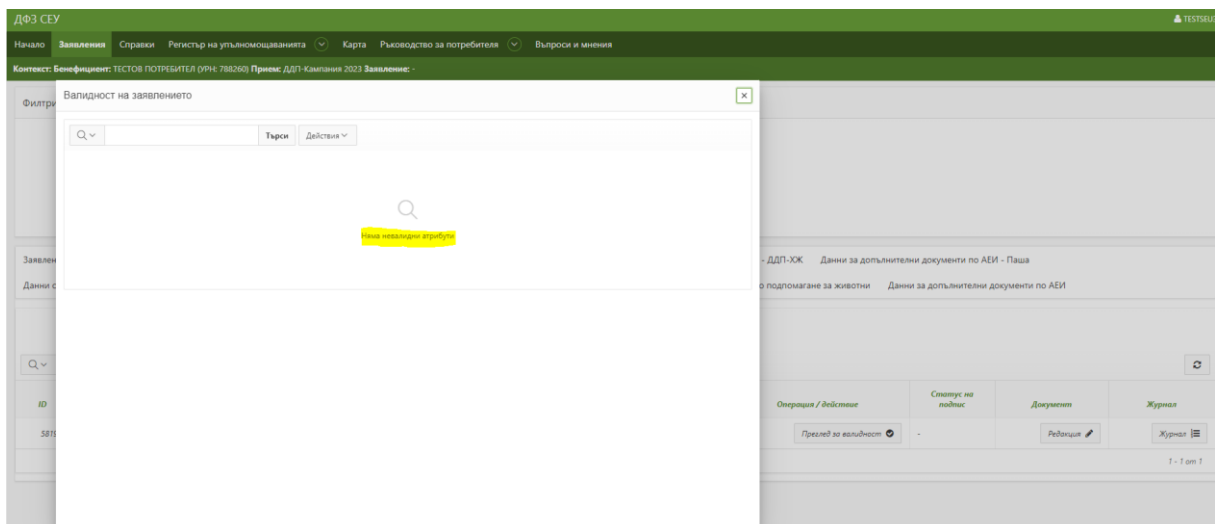 ДФЗ СЕУ
TESTSEU
Начало Заявления Справки Регистър на упълномощаванията Карта Ръководство за потребителя Въпроси и мнения
Контекст: Бенефициент: ТЕСТОВ ПОТРЕБИТЕЛ (УРН: 788260) Прием: ДДП-Кампания 2023 Заявление: -
Филтри
Валидност на заявлението
Търси Действия
Няма невалидни атрибути
Заявлен
- ДДП-ХЖ Данни за допълнителни документи по АЕИ - Паша
Данни с
о подпомагане за животни Данни за допълнителни документи по АЕИ
ID Операция / действие Статус на подпис Документ Журнал
5819 Преглед за валидност - Редакция Журнал
1 - 1 от 1